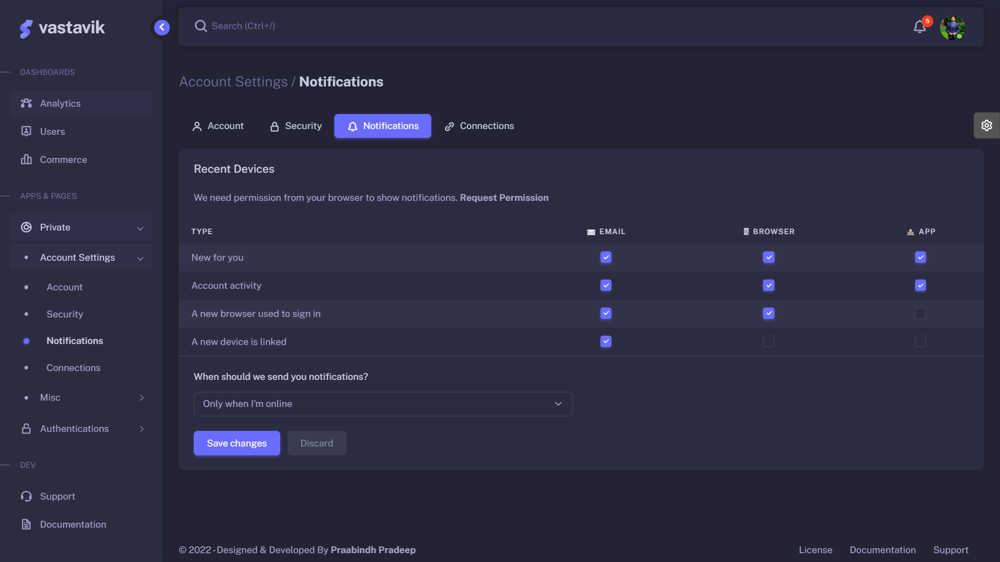 vastavik
Search (Ctrl+/)
5
DASHBOARDS
Analytics
Users
Commerce
APPS & PAGES
Private
Account Settings
Account
Security
Notifications
Connections
Misc
Authentications
DEV
Support
Documentation
Account Settings / Notifications
Account
Security
Notifications
Connections
Recent Devices
We need permission from your browser to show notifications. Request Permission
TYPE EMAIL BROWSER APP
New for you
Account activity
A new browser used to sign in
A new device is linked
When should we send you notifications?
Only when I'm online
Save changes
Discard
© 2022 - Designed & Developed By Praabindh Pradeep
License
Documentation
Support